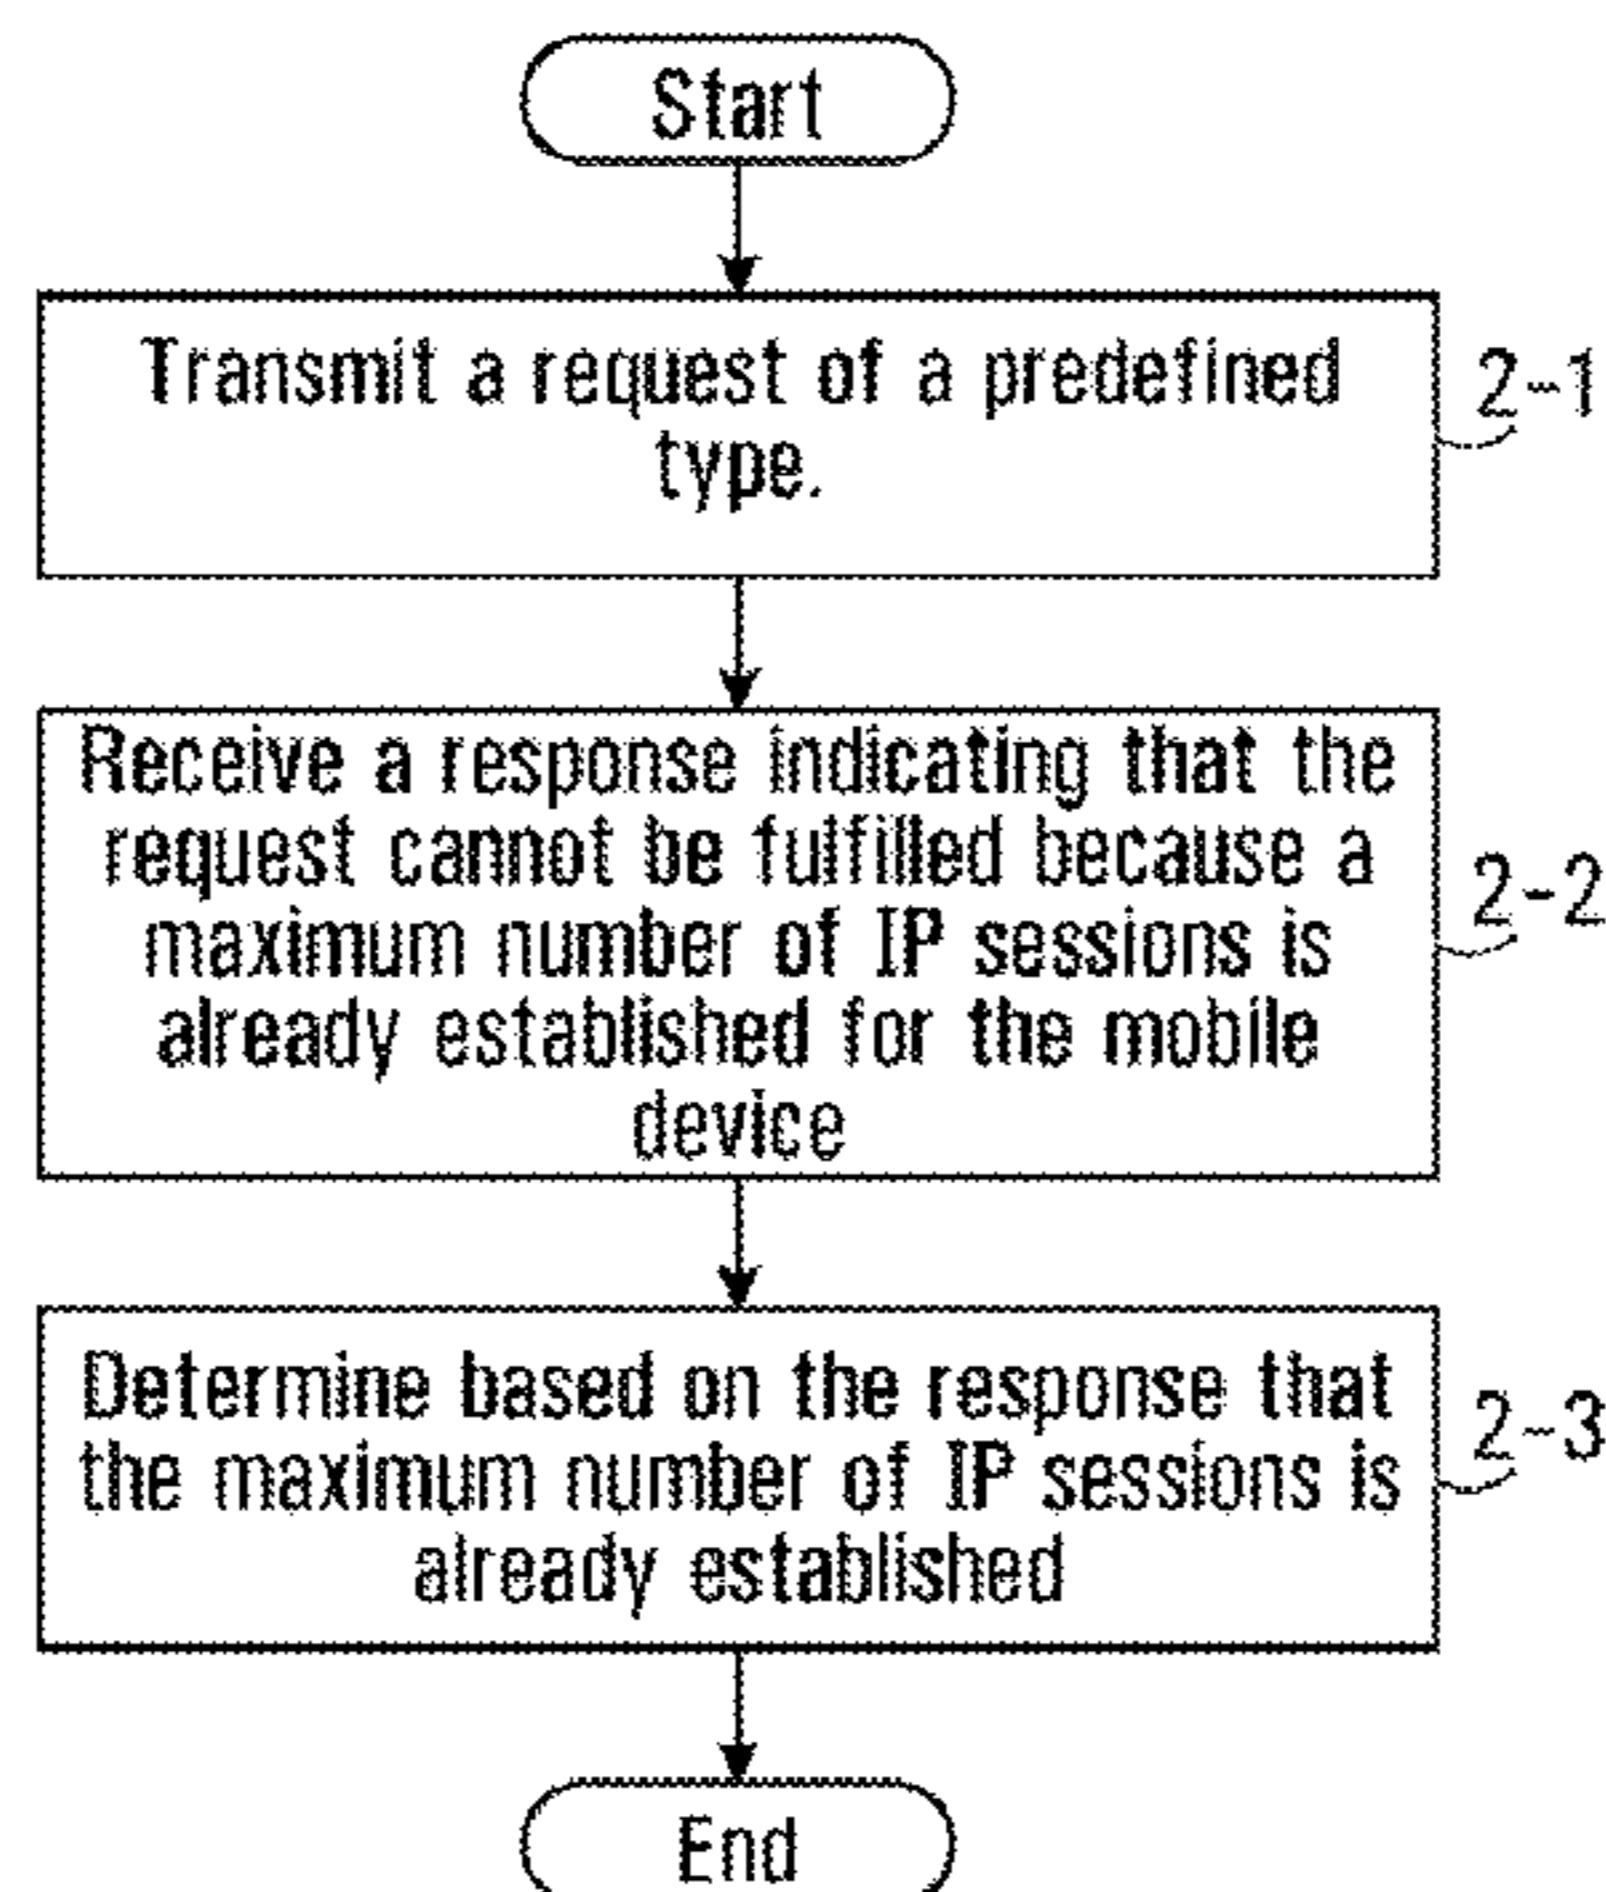 Start
Transmit a request of a predefined
type.
2-1
Receive a response indicating that the
request cannot be fulfilled because a
maximum number of IP sessions is
already established for the mobile
device
2-2
Determine based on the response that
the maximum number of IP sessions is
already established
2-3
End